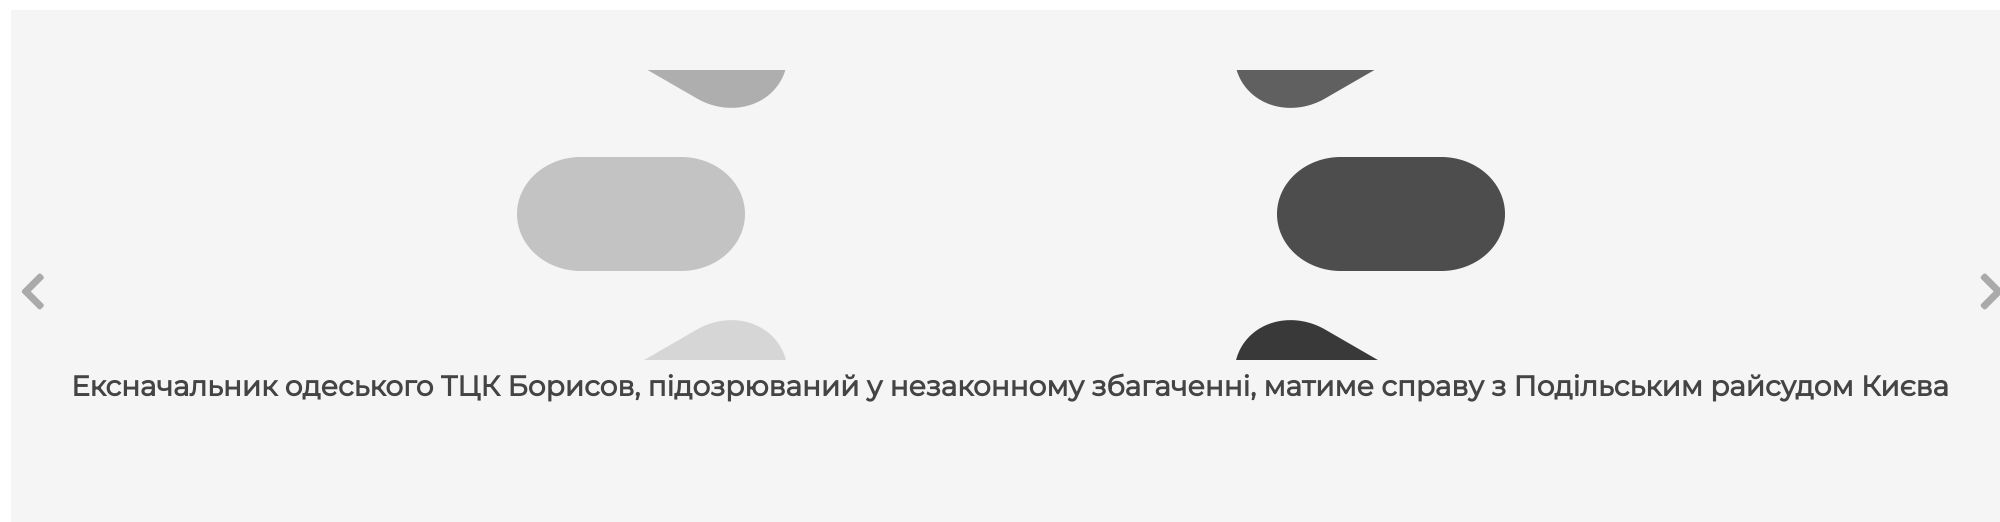 Ексначальник одеського ТЦК Борисов, підозрюваний у незаконному збагаченні, матиме справу з Подільським райсудом Києва